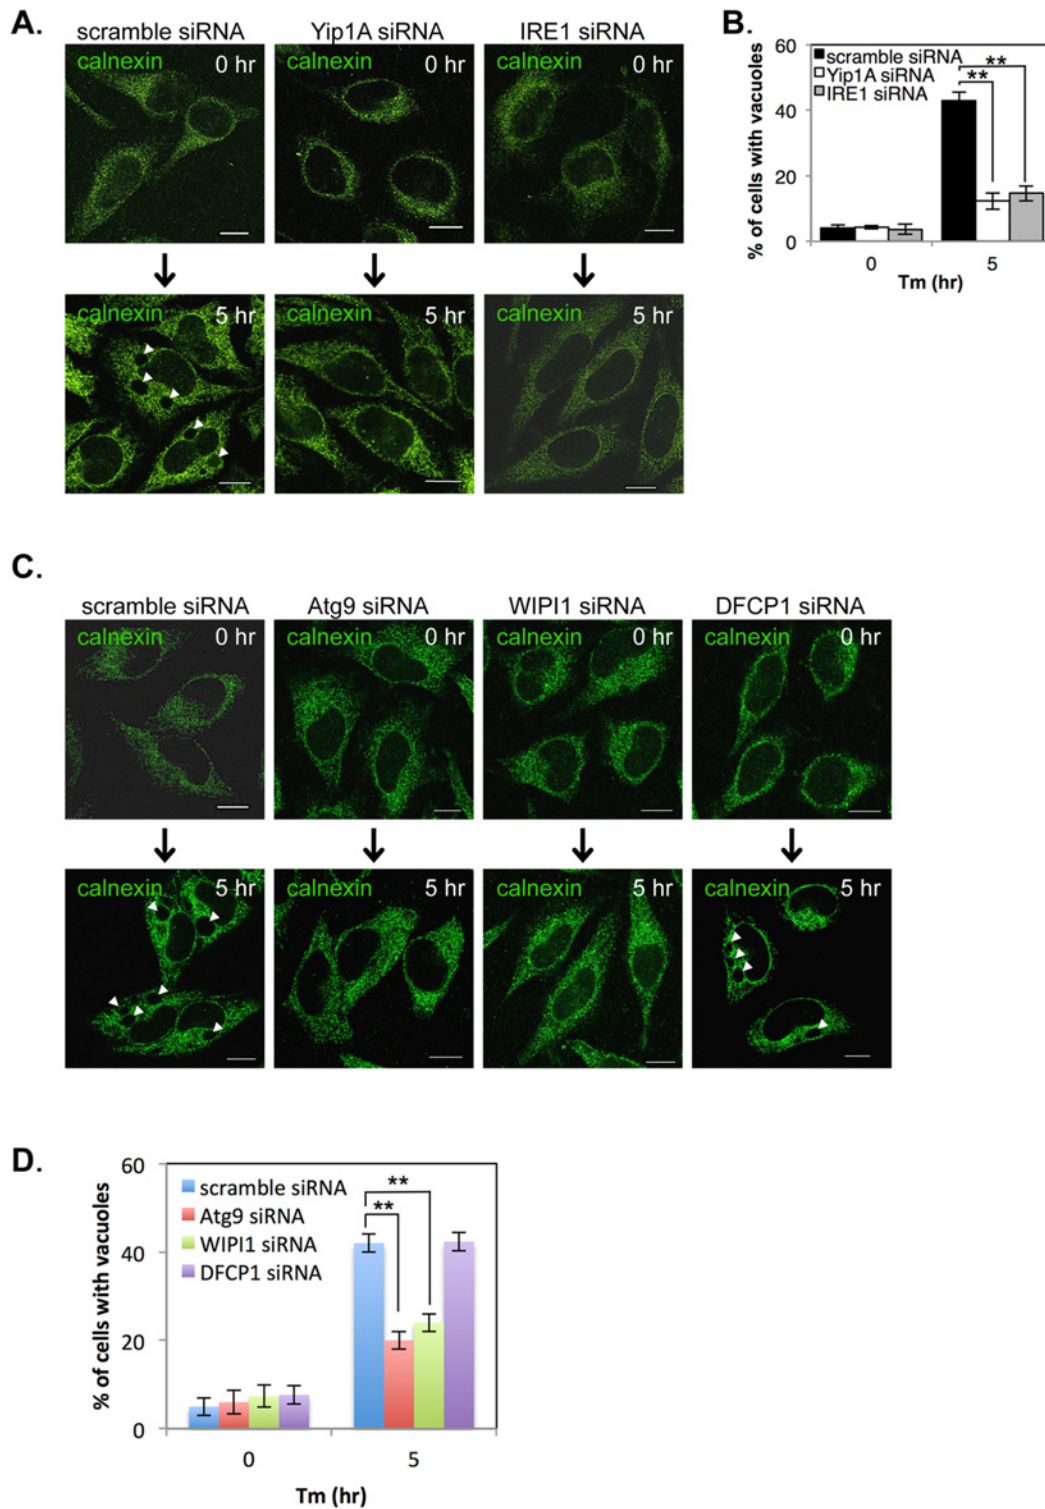 A.
scramble siRNA Yip1A siRNA IRE1 siRNA
calnexin 0 hr calnexin 0 hr calnexin 0 hr
calnexin 5 hr calnexin 5 hr calnexin 5 hr
B.
% of cells with vacuoles
60
40
20
0
scramble siRNA
Yip1A siRNA
IRE1 siRNA
**
**
0 5
Tm (hr)
C.
scramble siRNA Atg9 siRNA WIPI1 siRNA DFCP1 siRNA
calnexin 0 hr calnexin 0 hr calnexin 0 hr calnexin 0 hr
calnexin 5 hr calnexin 5 hr calnexin 5 hr calnexin 5 hr
D.
% of cells with vacuoles
60
40
20
0
scramble siRNA
Atg9 siRNA
WIPI1 siRNA
DFCP1 siRNA
**
**
0 5
Tm (hr)